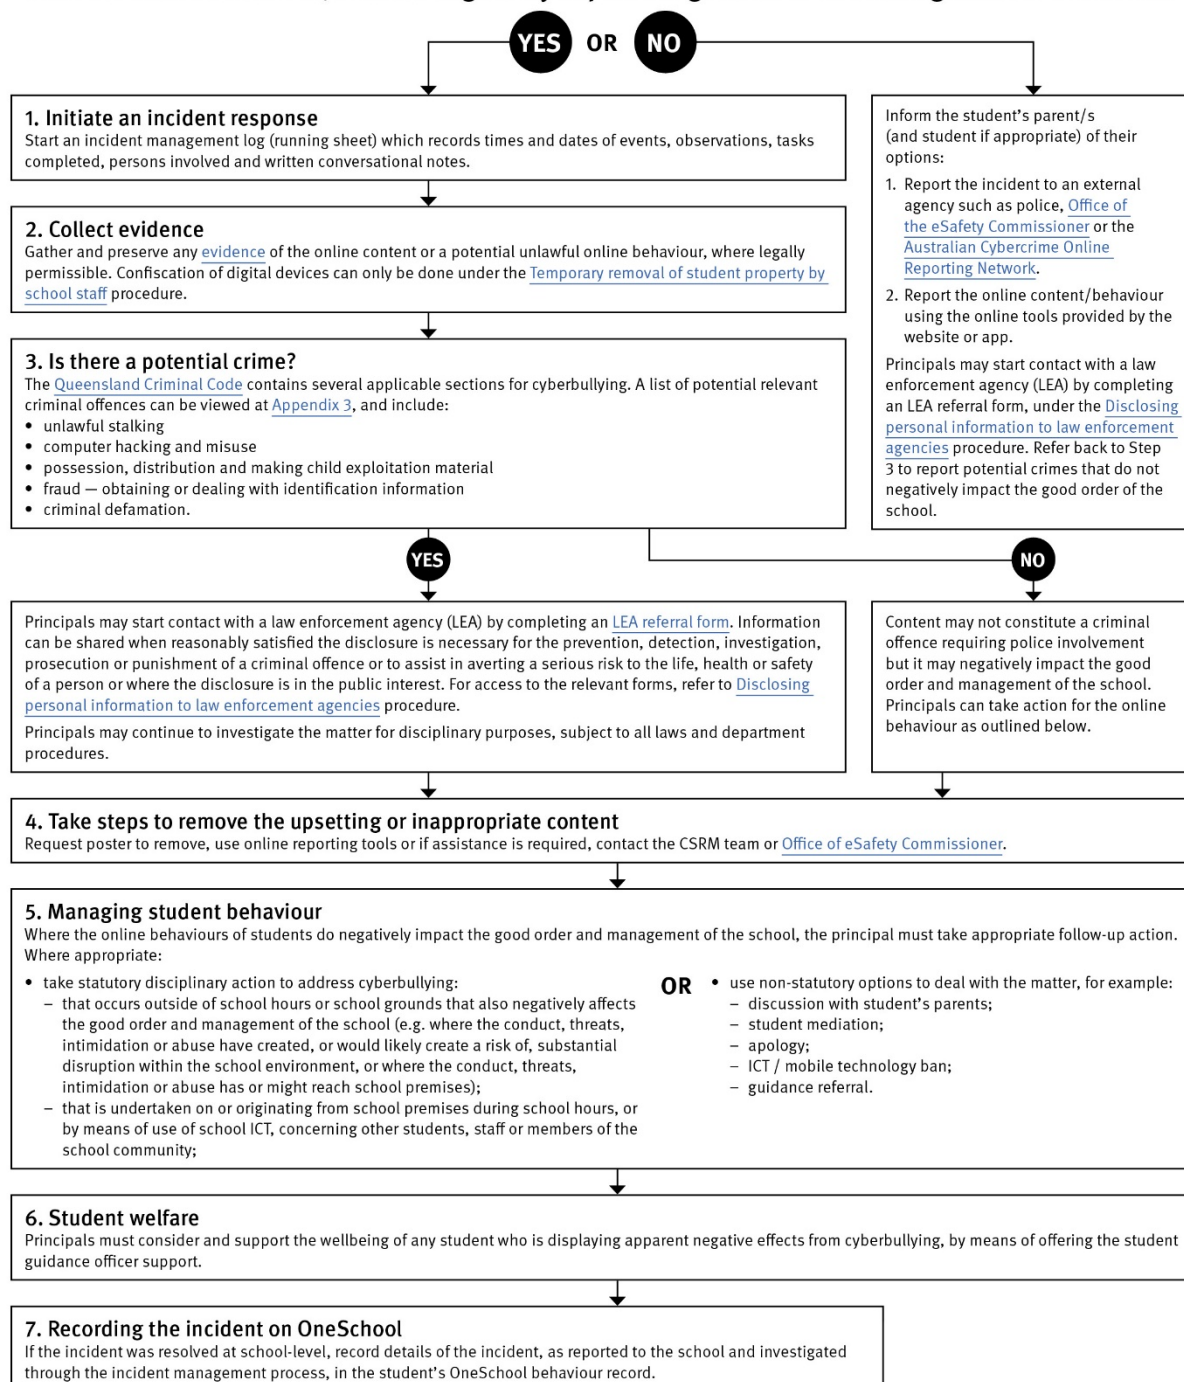 YES OR NO
1. Initiate an incident response
Start an incident management log (running sheet) which records times and dates of events, observations, tasks
completed, persons involved and written conversational notes.
2. Collect evidence
Gather and preserve any evidence of the online content or a potential unlawful online behaviour, where legally
permissible. Confiscation of digital devices can only be done under the Temporary removal of student property by
school staff procedure.
3. Is there a potential crime?
The Queensland Criminal Code contains several applicable sections for cyberbullying. A list of potential relevant
criminal offences can be viewed at Appendix 3, and include:
• unlawful stalking
• computer hacking and misuse
• possession, distribution and making child exploitation material
• fraud — obtaining or dealing with identification information
• criminal defamation.
Inform the student's parent/s
(and student if appropriate) of their
options:
1. Report the incident to an external
agency such as police, Office of
the eSafety Commissioner or the
Australian Cybercrime Online
Reporting Network.
2. Report the online content/behaviour
using the online tools provided by the
website or app.
Principals may start contact with a law
enforcement agency (LEA) by completing
an LEA referral form, under the Disclosing
personal information to law enforcement
agencies procedure. Refer back to Step
3 to report potential crimes that do not
negatively impact the good order of the
school.
YES
NO
Principals may start contact with a law enforcement agency (LEA) by completing an LEA referral form. Information
can be shared when reasonably satisfied the disclosure is necessary for the prevention, detection, investigation,
prosecution or punishment of a criminal offence or to assist in averting a serious risk to the life, health or safety
of a person or where the disclosure is in the public interest. For access to the relevant forms, refer to Disclosing
personal information to law enforcement agencies procedure.
Principals may continue to investigate the matter for disciplinary purposes, subject to all laws and department
procedures.
Content may not constitute a criminal
offence requiring police involvement
but it may negatively impact the good
order and management of the school.
Principals can take action for the online
behaviour as outlined below.
4. Take steps to remove the upsetting or inappropriate content
Request poster to remove, use online reporting tools or if assistance is required, contact the CSRM team or Office of eSafety Commissioner.
5. Managing student behaviour
Where the online behaviours of students do negatively impact the good order and management of the school, the principal must take appropriate follow-up action.
Where appropriate:
• take statutory disciplinary action to address cyberbullying:
– that occurs outside of school hours or school grounds that also negatively affects
the good order and management of the school (e.g. where the conduct, threats,
intimidation or abuse have created, or would likely create a risk of, substantial
disruption within the school environment, or where the conduct, threats,
intimidation or abuse has or might reach school premises);
– that is undertaken on or originating from school premises during school hours, or
by means of use of school ICT, concerning other students, staff or members of the
school community;
OR
• use non-statutory options to deal with the matter, for example:
– discussion with student's parents;
– student mediation;
– apology;
– ICT / mobile technology ban;
– guidance referral.
6. Student welfare
Principals must consider and support the wellbeing of any student who is displaying apparent negative effects from cyberbullying, by means of offering the student
guidance officer support.
7. Recording the incident on OneSchool
If the incident was resolved at school-level, record details of the incident, as reported to the school and investigated
through the incident management process, in the student's OneSchool behaviour record.